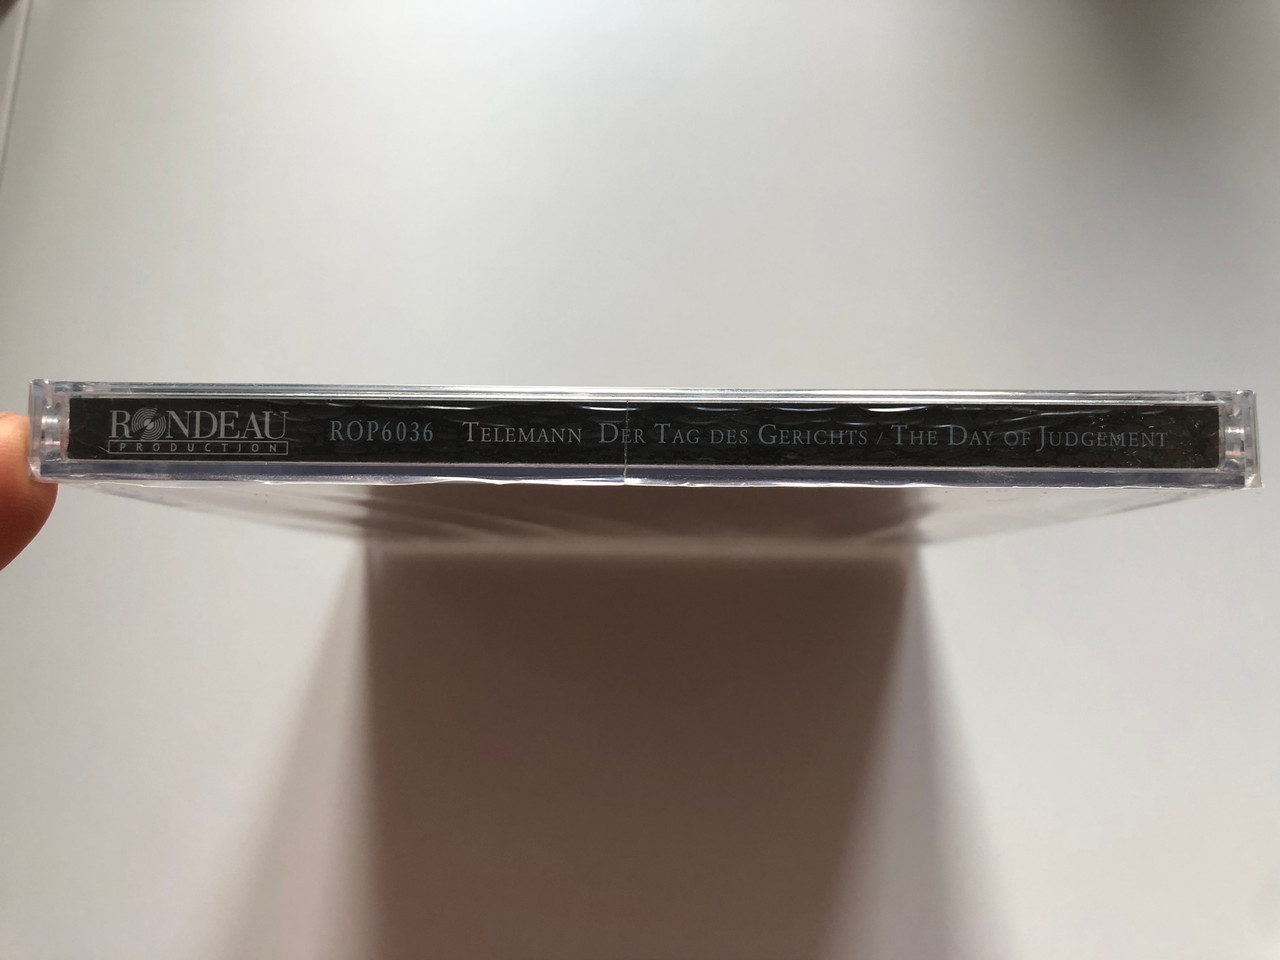 RONDEAU
PRODUCTION
ROP6036 TELEMANN DER TAG DES GERICHTS / THE DAY OF JUDGEMENT